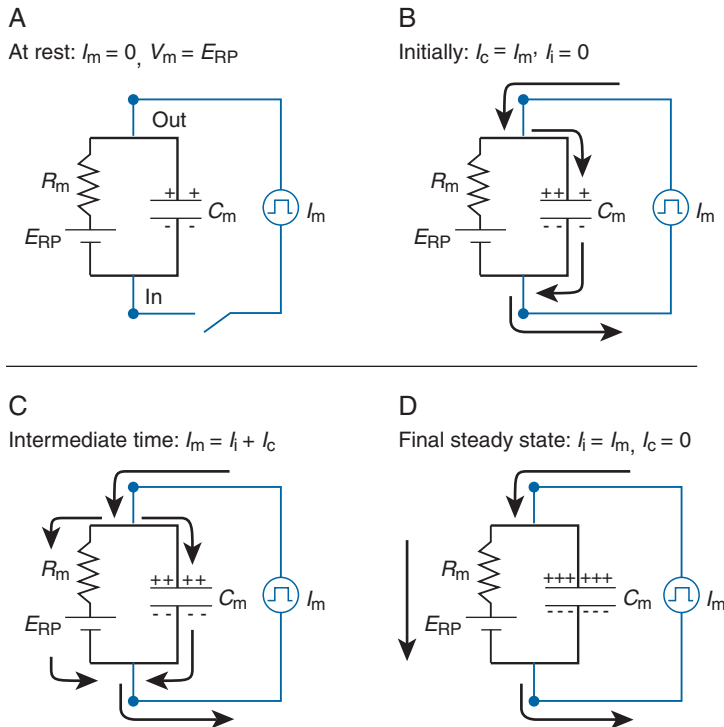 A
At rest: Im = 0, Vm = ERP
Out
Rm
+ +
Cm
- -
Im
ERP
In
B
Initially: Ic = Im, Ii = 0
Rm
++ +
Cm
- - -
Im
ERP
C
Intermediate time: Im = Ii + Ic
Rm
++ ++
Cm
- - - -
Im
ERP
D
Final steady state: Ii = Im, Ic = 0
Rm
+++ +++
Cm
- - - - - -
Im
ERP